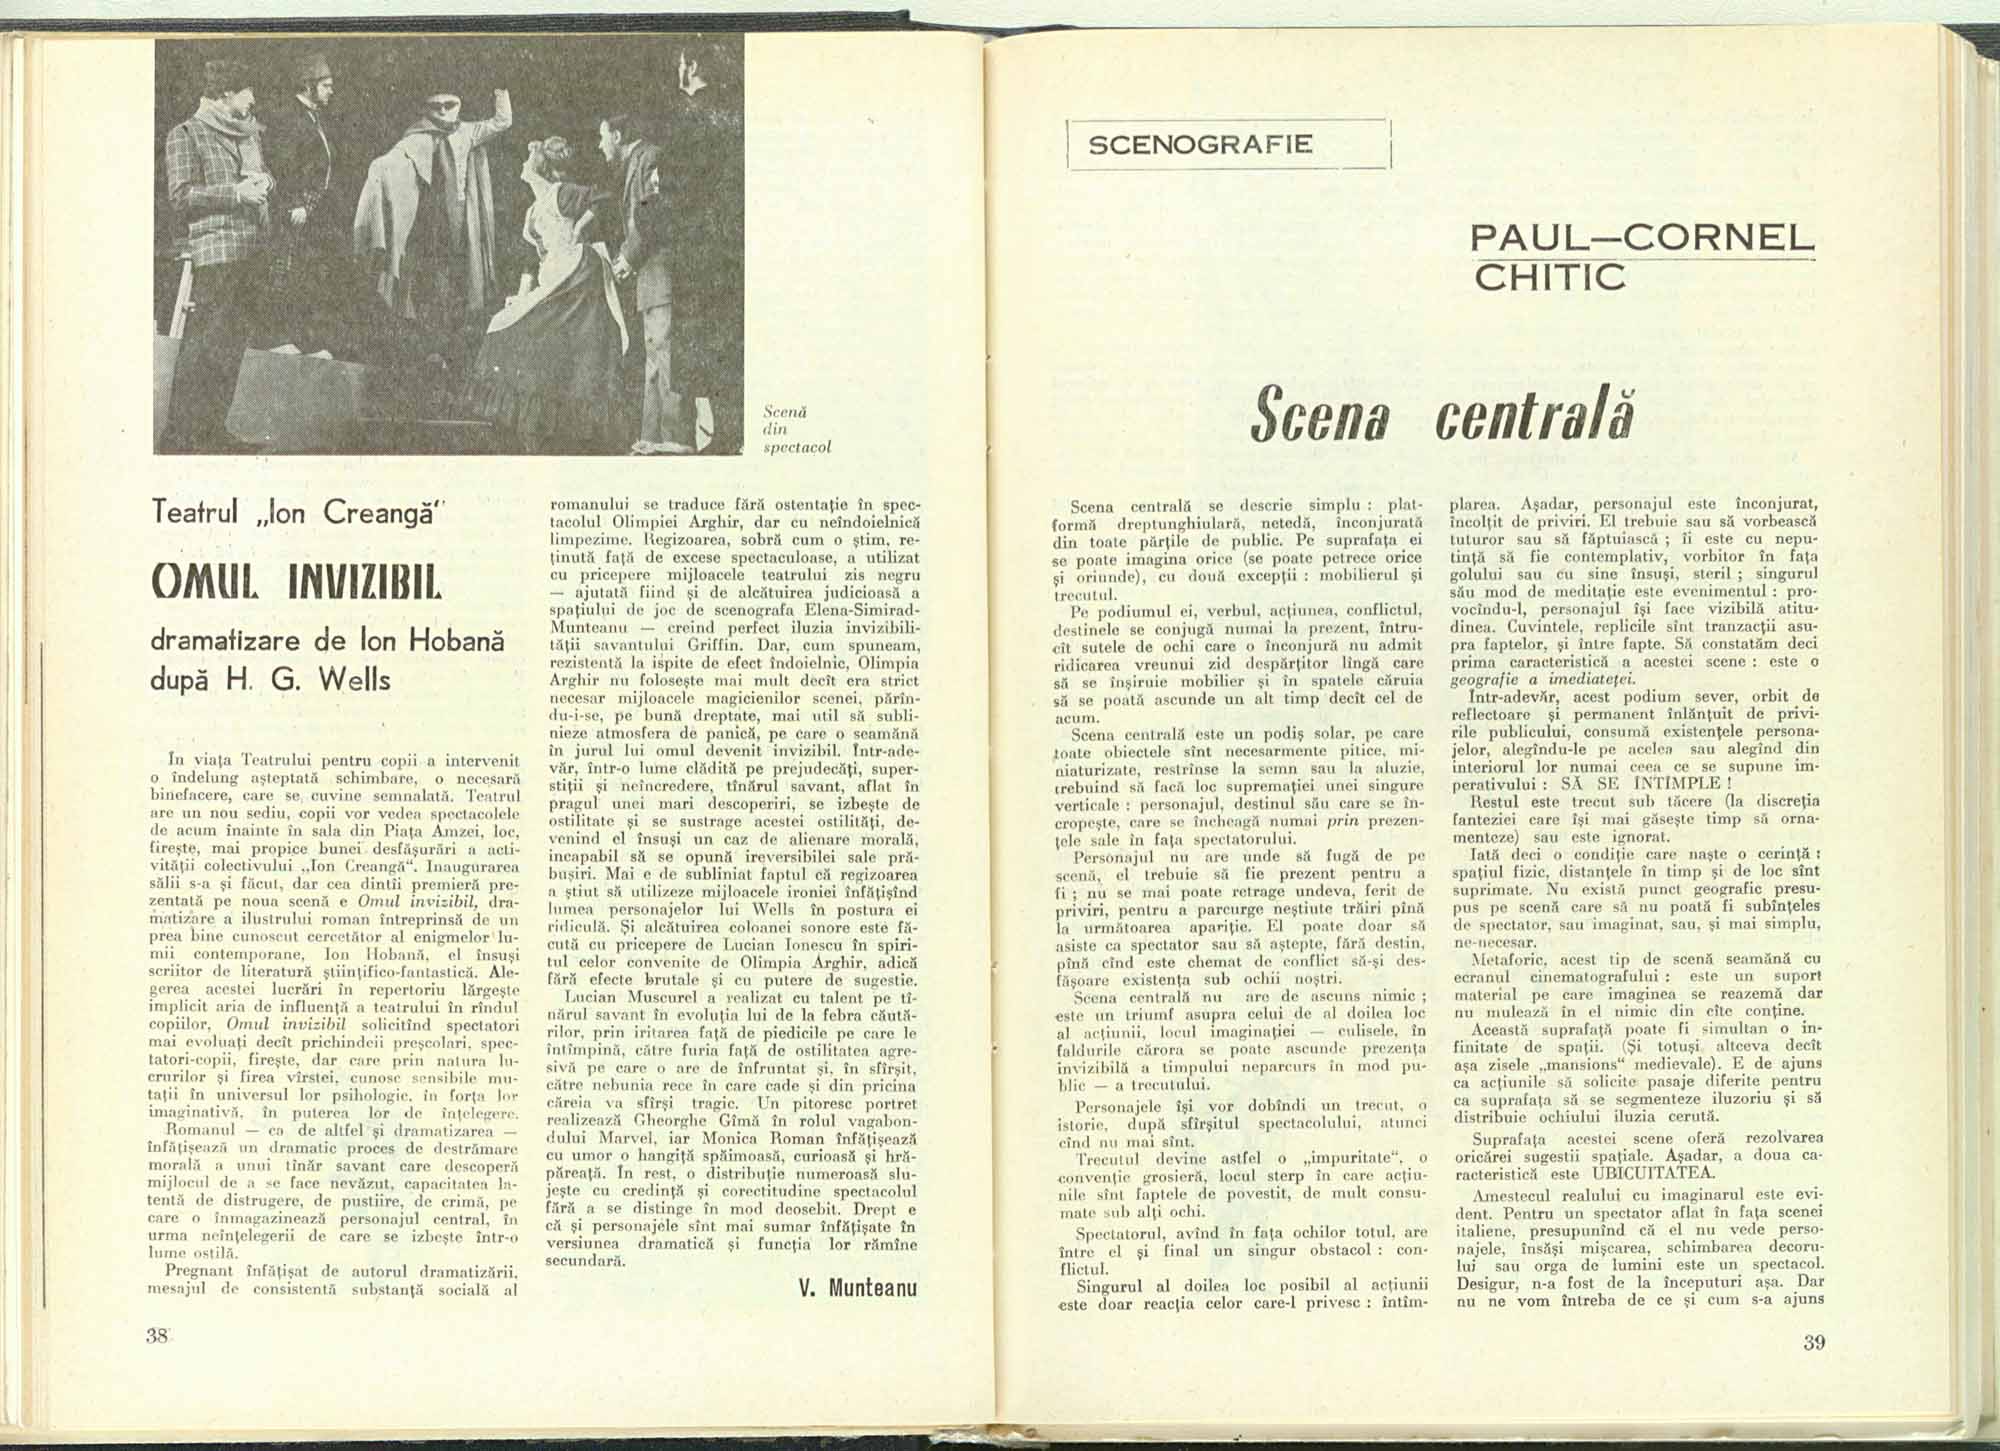 Scenă
din
spectacol
Teatrul „Ion Creangă“
OMUL INVIZIBIL
dramatizare de Ion Hobană
după H. G. Wells
În viața Teatrului pentru copii a intervenit
o îndelung așteptată schimbare, o necesară
binefacere, care se cuvine semnalată. Teatrul
are un nou sediu, copii vor vedea spectacolele
de acum înainte în sala din Piața Amzei, loc,
firește, mai propice bunei desfășurări a acti-
vității colectivului „Ion Creangă“. Inaugurarea
sălii s-a și făcut, dar cea dintîi premieră pre-
zentată pe noua scenă e Omul invizibil, dra-
matizare a ilustrului roman întreprinsă de un
prea bine cunoscut cercetător al enigmelor lu-
mii contemporane, Ion Hobană, el însuși
scriitor de literatură științifico-fantastică. Ale-
gerea acestei lucrări în repertoriu lărgește
implicit aria de influență a teatrului în rîndul
copiilor, Omul invizibil solicitînd spectatori
mai evoluați decît prichindeii preșcolari, spec-
tatori-copii, firește, dar care prin natura lu-
crurilor și firea vîrstei, cunosc sensibile mu-
tații în universul lor psihologic, în forța lor
imaginativă, în puterea lor de înțelegere.
Romanul — ca de altfel și dramatizarea —
înfățișează un dramatic proces de destrămare
morală a unui tînăr savant care descoperă
mijlocul de a se face nevăzut, capacitatea la-
tentă de distrugere, de pustiire, de crimă, pe
care o înmagazinează personajul central, în
urma neînțelegerii de care se izbește într-o
lume ostilă.
Pregnant înfățișat de autorul dramatizării,
mesajul de consistentă substanță socială al
romanului se traduce fără ostentație în spec-
tacolul Olimpiei Arghir, dar cu neîndoielnică
limpezime. Regizoarea, sobră cum o știm, re-
ținută față de excese spectaculoase, a utilizat
cu pricepere mijloacele teatrului zis negru
— ajutată fiind și de alcătuirea judicioasă a
spațiului de joc de scenografa Elena-Simirad-
Munteanu — creind perfect iluzia invizibili-
tății savantului Griffin. Dar, cum spuneam,
rezistentă la ispite de efect îndoielnic, Olimpia
Arghir nu folosește mai mult decît era strict
necesar mijloacele magicienilor scenei, părîn-
du-i-se, pe bună dreptate, mai util să subli-
nieze atmosfera de panică, pe care o seamănă
în jurul lui omul devenit invizibil. Într-ade-
văr, într-o lume clădită pe prejudecăți, super-
stiții și neîncredere, tînărul savant, aflat în
pragul unei mari descoperiri, se izbește de
ostilitate și se sustrage acestei ostilități, de-
venind el însuși un caz de alienare morală,
incapabil să se opună ireversibilei sale pră-
bușiri. Mai e de subliniat faptul că regizoarea
a știut să utilizeze mijloacele ironiei înfățișînd
lumea personajelor lui Wells în postura ei
ridiculă. Și alcătuirea coloanei sonore este fă-
cută cu pricepere de Lucian Ionescu în spiri-
tul celor convenite de Olimpia Arghir, adică
fără efecte brutale și cu putere de sugestie.
Lucian Muscurel a realizat cu talent pe tî-
nărul savant în evoluția lui de la febra căută-
rilor, prin iritarea față de piedicile pe care le
întîmpină, către furia față de ostilitatea agre-
sivă pe care o are de înfruntat și, în sfîrșit,
către nebunia rece în care cade și din pricina
căreia va sfîrși tragic. Un pitoresc portret
realizează Gheorghe Gîmă în rolul vagabon-
dului Marvel, iar Monica Roman înfățișează
cu umor o hangiță spăimoasă, curioasă și hră-
păreață. În rest, o distribuție numeroasă slu-
jește cu credință și corectitudine spectacolul
fără a se distinge în mod deosebit. Drept e
că și personajele sînt mai sumar înfățișate în
versiunea dramatică și funcția lor rămîne
secundară.
V. Munteanu
38
SCENOGRAFIE
PAUL—CORNEL
CHITIC
Scena centrală
Scena centrală se descrie simplu : plat-
formă dreptunghiulară, netedă, înconjurată
din toate părțile de public. Pe suprafața ei
se poate imagina orice (se poate petrece orice
și oriunde), cu două excepții : mobilierul și
trecutul.
Pe podiumul ei, verbul, acțiunea, conflictul,
destinele se conjugă numai la prezent, întru-
cît sutele de ochi care o înconjură nu admit
ridicarea vreunui zid despărțitor lîngă care
să se înșiruie mobilier și în spatele căruia
să se poată ascunde un alt timp decît cel de
acum.
Scena centrală este un podiș solar, pe care
toate obiectele sînt necesarmente pitice, mi-
niaturizate, restrînse la semn sau la aluzie,
trebuind să facă loc supremației unei singure
verticale : personajul, destinul său care se în-
cropește, care se încheagă numai prin prezen-
țele sale în fața spectatorului.
Personajul nu are unde să fugă de pe
scenă, el trebuie să fie prezent pentru a
fi ; nu se mai poate retrage undeva, ferit de
priviri, pentru a parcurge neștiute trăiri pînă
la următoarea apariție. El poate doar să
asiste ca spectator sau să aștepte, fără destin,
pînă cînd este chemat de conflict să-și des-
fășoare existența sub ochii noștri.
Scena centrală nu are de ascuns nimic ;
este un triumf asupra celui de al doilea loc
al acțiunii, locul imaginației — culisele, în
faldurile cărora se poate ascunde prezența
invizibilă a timpului neparcurs în mod pu-
blic — a trecutului.
Personajele își vor dobîndi un trecut, o
istorie, după sfîrșitul spectacolului, atunci
cînd nu mai sînt.
Trecutul devine astfel o „impuritate“, o
convenție grosieră, locul sterp în care acțiu-
nile sînt faptele de povestit, de mult consu-
mate sub alți ochi.
Spectatorul, avînd în fața ochilor totul, are
între el și final un singur obstacol : con-
flictul.
Singurul al doilea loc posibil al acțiunii
este doar reacția celor care-l privesc : întîm-
plarea. Așadar, personajul este înconjurat,
încolțit de priviri. El trebuie sau să vorbească
tuturor sau să făptuiască ; îi este cu nepu-
tință să fie contemplativ, vorbitor în fața
golului sau cu sine însuși, steril ; singurul
său mod de meditație este evenimentul : pro-
vocîndu-l, personajul își face vizibilă atitu-
dinea. Cuvintele, replicile sînt tranzacții asu-
pra faptelor, și între fapte. Să constatăm deci
prima caracteristică a acestei scene : este o
geografie a imediateței.
Într-adevăr, acest podium sever, orbit de
reflectoare și permanent înlănțuit de privi-
rile publicului, consumă existențele persona-
jelor, alegîndu-le pe acelea sau alegînd din
interiorul lor numai ceea ce se supune im-
perativului : SĂ SE ÎNTÎMPLE !
Restul este trecut sub tăcere (la discreția
fanteziei care își mai găsește timp să orna-
menteze) sau este ignorat.
Iată deci o condiție care naște o cerință :
spațiul fizic, distanțele în timp și de loc sînt
suprimate. Nu există punct geografic presu-
pus pe scenă care să nu poată fi subînțeles
de spectator, sau imaginat, sau, și mai simplu,
ne-necesar.
Metaforic, acest tip de scenă seamănă cu
ecranul cinematografului : este un suport
material pe care imaginea se reazemă dar
nu mulează în el nimic din cîte conține.
Această suprafață poate fi simultan o in-
finitate de spații. (Și totuși altceva decît
așa zisele „mansions“ medievale). E de ajuns
ca acțiunile să solicite pasaje diferite pentru
ca suprafața să se segmenteze iluzoriu și să
distribuie ochiului iluzia cerută.
Suprafața acestei scene oferă rezolvarea
oricărei sugestii spațiale. Așadar, a doua ca-
racteristică este UBICUITATEA.
Amestecul realului cu imaginarul este evi-
dent. Pentru un spectator aflat în fața scenei
italiene, presupunînd că el nu vede perso-
najele, însăși mișcarea, schimbarea decoru-
lui sau orga de lumini este un spectacol.
Desigur, n-a fost de la începuturi așa. Dar
nu ne vom întreba de ce și cum s-a ajuns
39